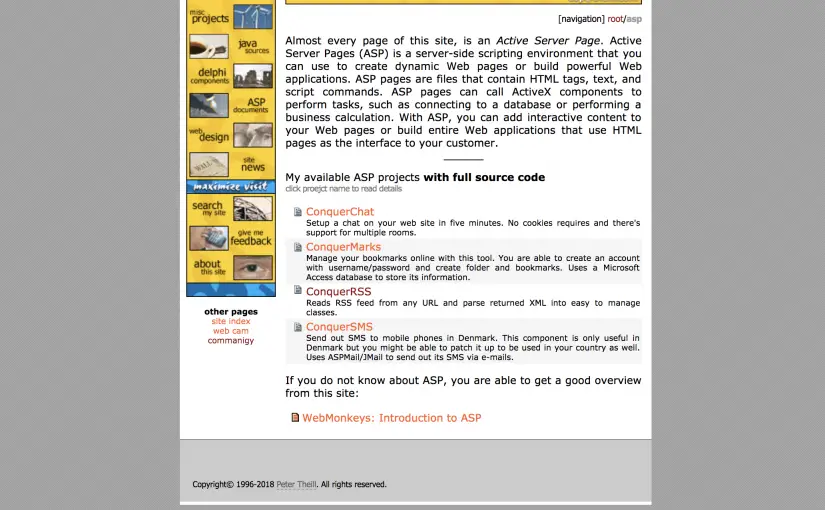 misc
projects
java
sources
delphi
components
ASP
documents
web
design
site
news
maximize visit
search
my site
give me
feedback
about
this site
other pages
site index
web cam
commanigy
[navigation] root/asp
Almost every page of this site, is an Active Server Page. Active
Server Pages (ASP) is a server-side scripting environment that you
can use to create dynamic Web pages or build powerful Web
applications. ASP pages are files that contain HTML tags, text, and
script commands. ASP pages can call ActiveX components to
perform tasks, such as connecting to a database or performing a
business calculation. With ASP, you can add interactive content to
your Web pages or build entire Web applications that use HTML
pages as the interface to your customer.
My available ASP projects with full source code
click proejct name to read details
ConquerChat
Setup a chat on your web site in five minutes. No cookies requires and there's
support for multiple rooms.
ConquerMarks
Manage your bookmarks online with this tool. You are able to create an account
with username/password and create folder and bookmarks. Uses a Microsoft
Access database to store its information.
ConquerRSS
Reads RSS feed from any URL and parse returned XML into easy to manage
classes.
ConquerSMS
Send out SMS to mobile phones in Denmark. This component is only useful in
Denmark but you might be able to patch it up to be used in your country as well.
Uses ASPMail/JMail to send out its SMS via e-mails.
If you do not know about ASP, you are able to get a good overview
from this site:
WebMonkeys: Introduction to ASP
Copyright© 1996-2018 Peter Theill. All rights reserved.